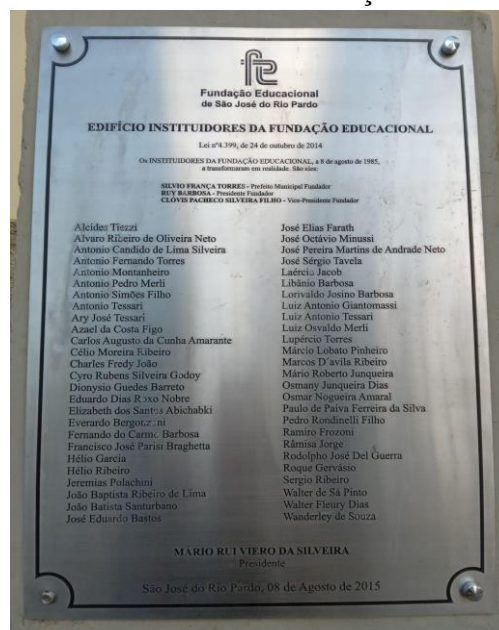 fe
Fundação Educacional
de São José do Rio Pardo
EDIFÍCIO INSTITUIDORES DA FUNDAÇÃO EDUCACIONAL
Lei nº4.399, de 24 de outubro de 2014
Os INSTITUIDORES DA FUNDAÇÃO EDUCACIONAL, a 8 de agosto de 1985,
a transformaram em realidade. São eles:
SILVIO FRANÇA TORRES - Prefeito Municipal Fundador
RUY BARBOSA - Presidente Fundador
CLÓVIS PACHECO SILVEIRA FILHO - Vice-Presidente Fundador
Alcides Tiezzi
Alvaro Ribeiro de Oliveira Neto
Antonio Candido de Lima Silveira
Antonio Fernando Torres
Antonio Montanheiro
Antonio Pedro Merli
Antonio Simões Filho
Antonio Tessari
Ary José Tessari
Azael da Costa Figo
Carlos Augusto da Cunha Amarante
Célio Moreira Ribeiro
Charles Fredy João
Cyro Rubens Silveira Godoy
Dionysio Guedes Barreto
Eduardo Dias Roxo Nobre
Elizabeth dos Santos Abichabki
Everardo Bergonzoni
Fernando do Carmo Barbosa
Francisco José Parisi Braghetta
Hélio Garcia
Hélio Ribeiro
Jeremias Polachini
João Baptista Ribeiro de Lima
João Batista Santurbano
José Eduardo Bastos
José Elias Farath
José Octávio Minussi
José Pereira Martins de Andrade Neto
José Sérgio Tavela
Laércio Jacob
Libânio Barbosa
Lorivaldo Josino Barbosa
Luiz Antonio Giantomassi
Luiz Antonio Tessari
Luiz Osvaldo Merli
Lupércio Torres
Márcio Lobato Pinheiro
Marcos D'avila Ribeiro
Mário Roberto Junqueira
Osmany Junqueira Dias
Osmar Nogueira Amaral
Paulo de Paiva Ferreira da Silva
Pedro Rondinelli Filho
Ramiro Frozoni
Râmisa Jorge
Rodolpho José Del Guerra
Roque Gervásio
Sergio Ribeiro
Walter de Sá Pinto
Walter Fleury Dias
Wanderley de Souza
MÁRIO RUI VIERO DA SILVEIRA
Presidente
São José do Rio Pardo, 08 de Agosto de 2015